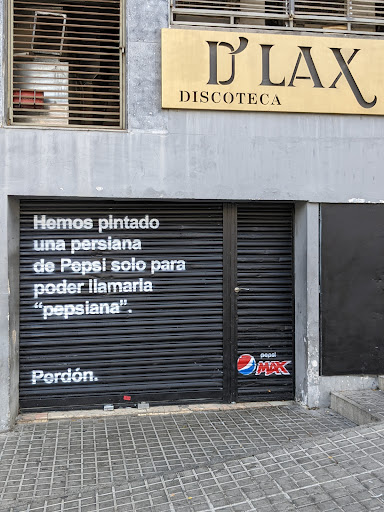 D'LAX
DISCOTECA
Hemos pintado
una persiana
de Pepsi solo para
poder llamarla
“pepsiana”.
Perdón.
pepsi
MAX